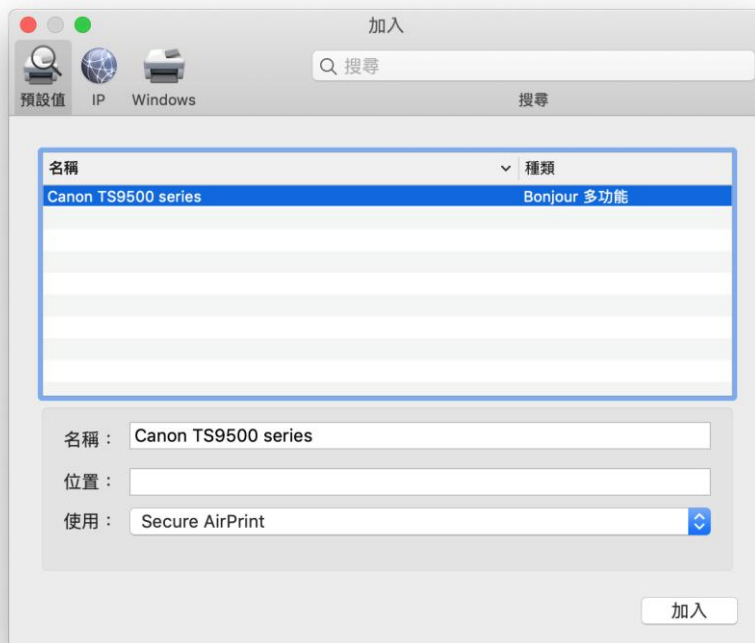 加入
搜尋
預設值 IP Windows 搜尋
名稱 種類
Canon TS9500 series Bonjour 多功能
名稱： Canon TS9500 series
位置：
使用： Secure AirPrint
加入